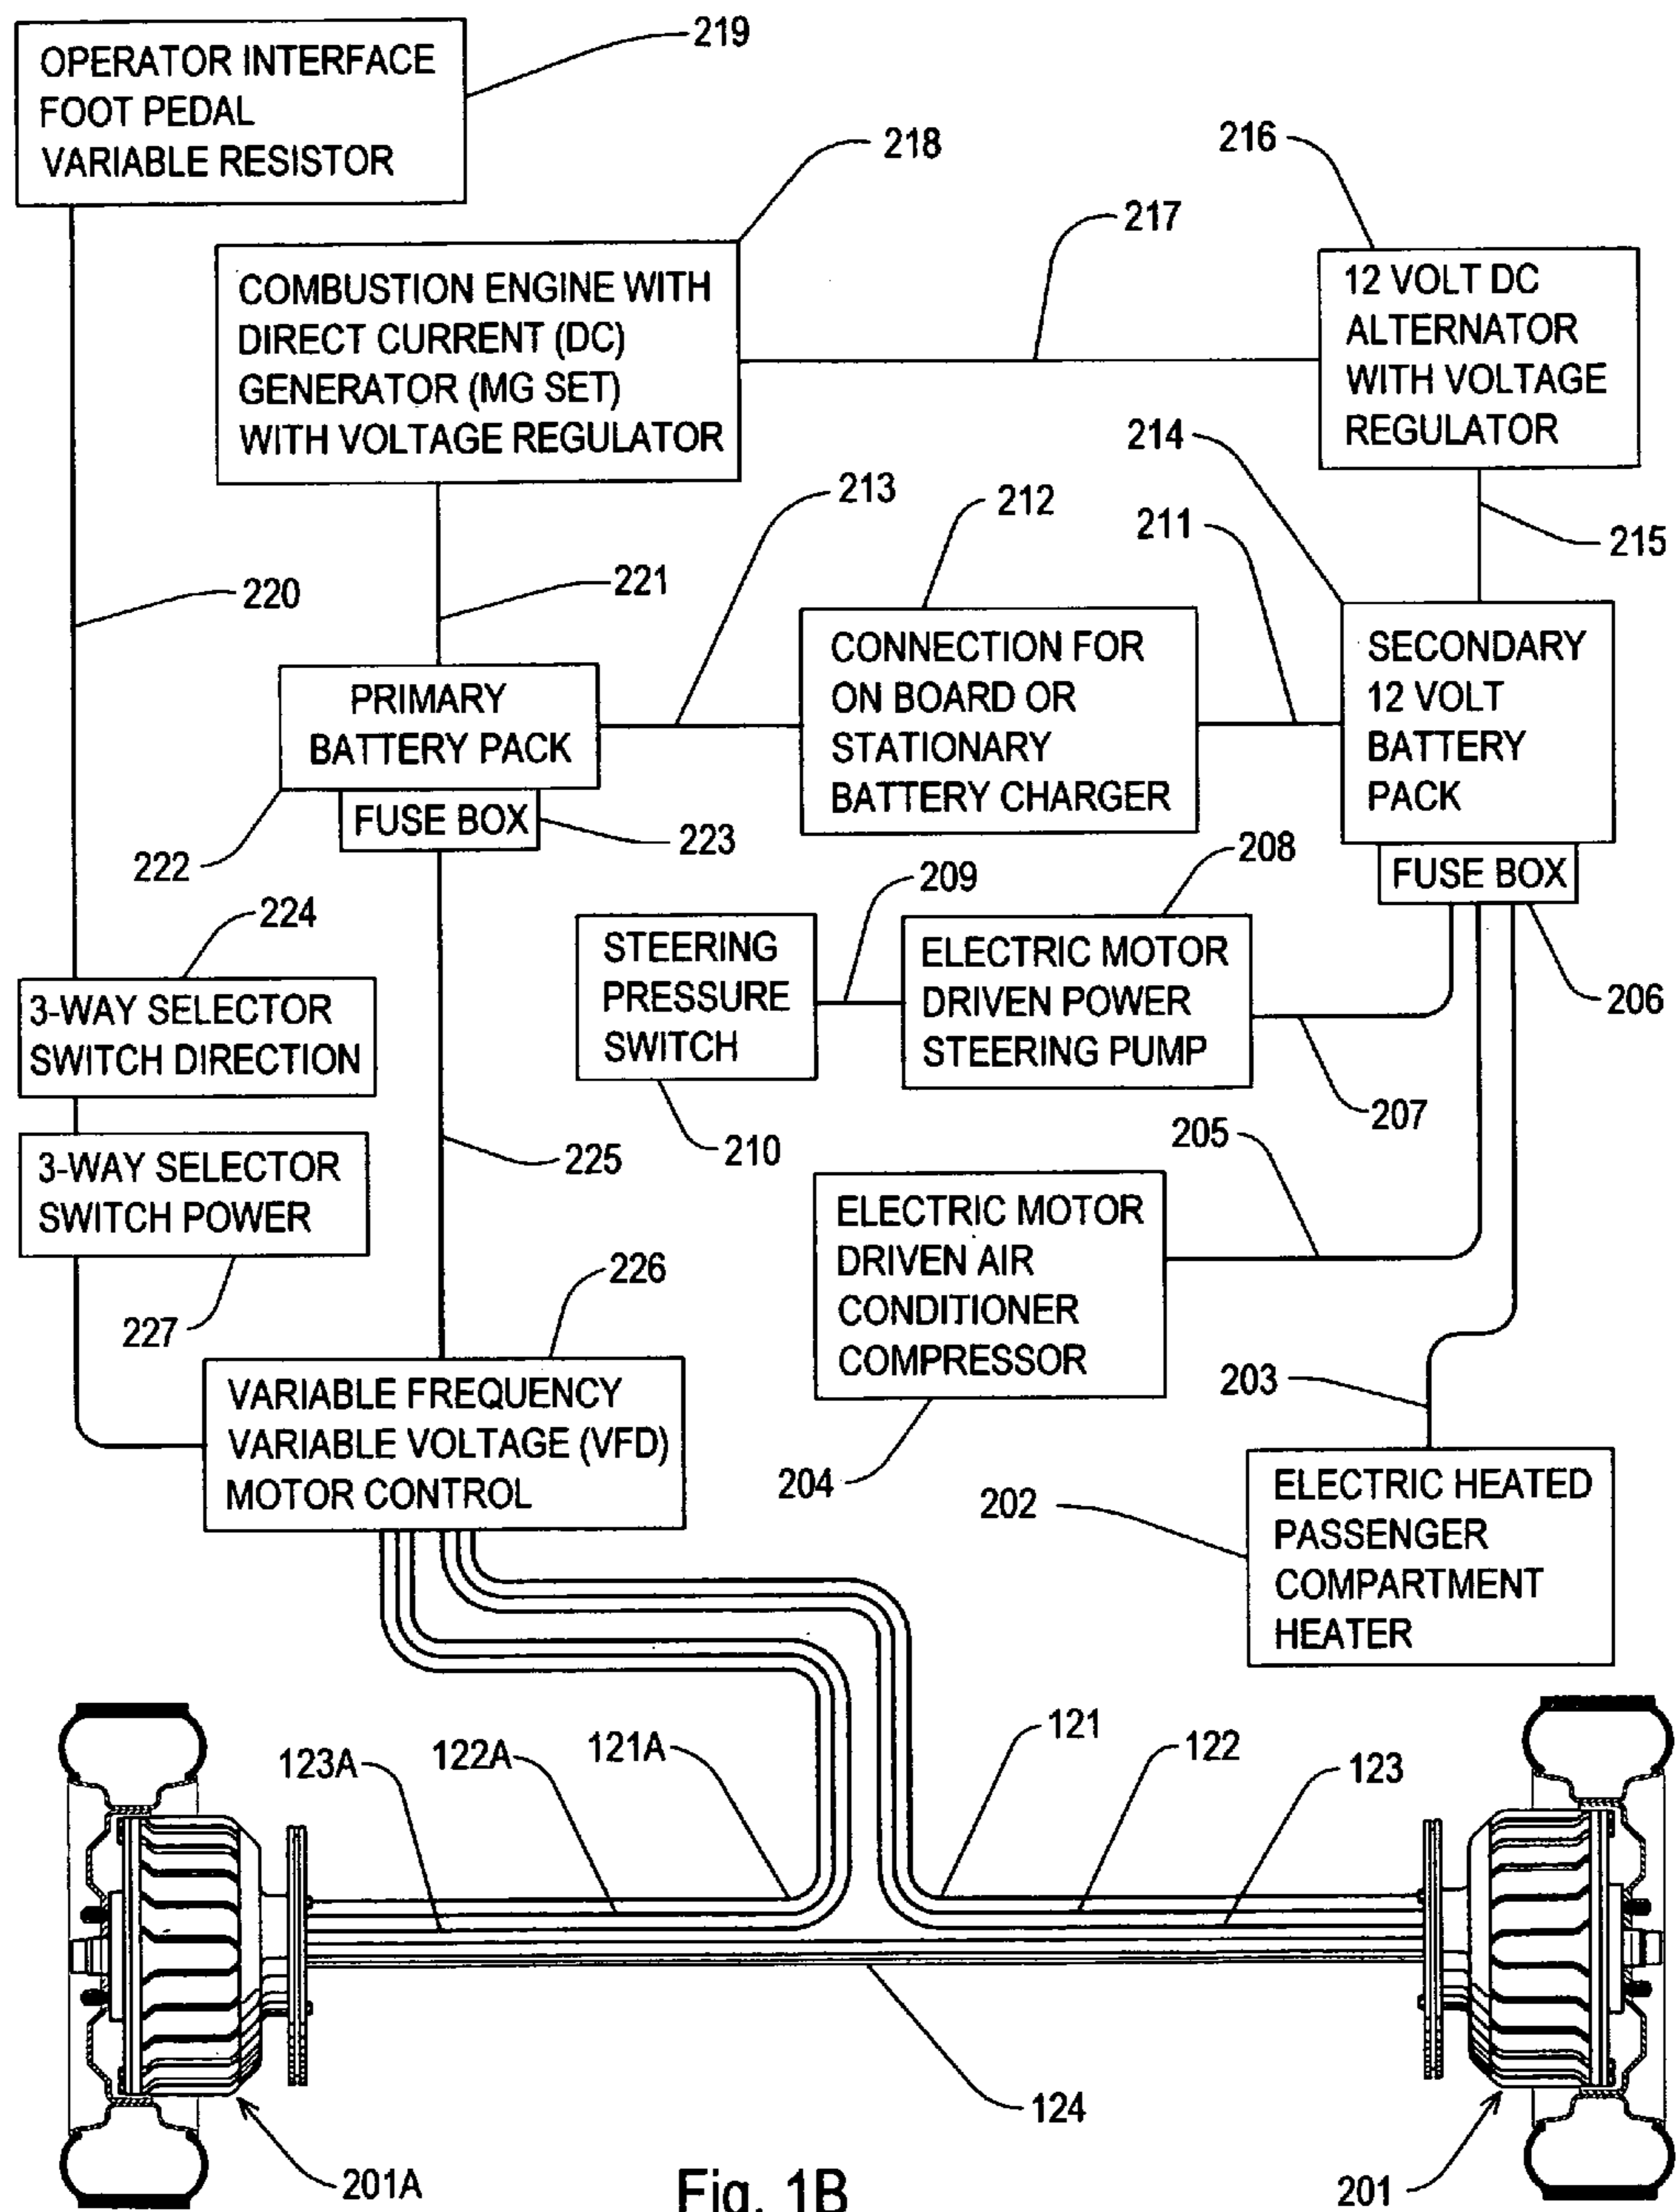 219
OPERATOR INTERFACE
FOOT PEDAL
VARIABLE RESISTOR
218
216
217
COMBUSTION ENGINE WITH
DIRECT CURRENT (DC)
GENERATOR (MG SET)
WITH VOLTAGE REGULATOR
12 VOLT DC
ALTERNATOR
WITH VOLTAGE
REGULATOR
214
213
212
211
215
220
221
PRIMARY
BATTERY PACK
CONNECTION FOR
ON BOARD OR
STATIONARY
BATTERY CHARGER
SECONDARY
12 VOLT
BATTERY
PACK
FUSE BOX
223
222
208
FUSE BOX
209
224
STEERING
PRESSURE
SWITCH
ELECTRIC MOTOR
DRIVEN POWER
STEERING PUMP
206
3-WAY SELECTOR
SWITCH DIRECTION
207
205
210
225
3-WAY SELECTOR
SWITCH POWER
ELECTRIC MOTOR
DRIVEN AIR
CONDITIONER
COMPRESSOR
226
227
203
VARIABLE FREQUENCY
VARIABLE VOLTAGE (VFD)
MOTOR CONTROL
204
202
ELECTRIC HEATED
PASSENGER
COMPARTMENT
HEATER
123A
122A
121A
121
122
123
124
201A
201
Fig. 1B